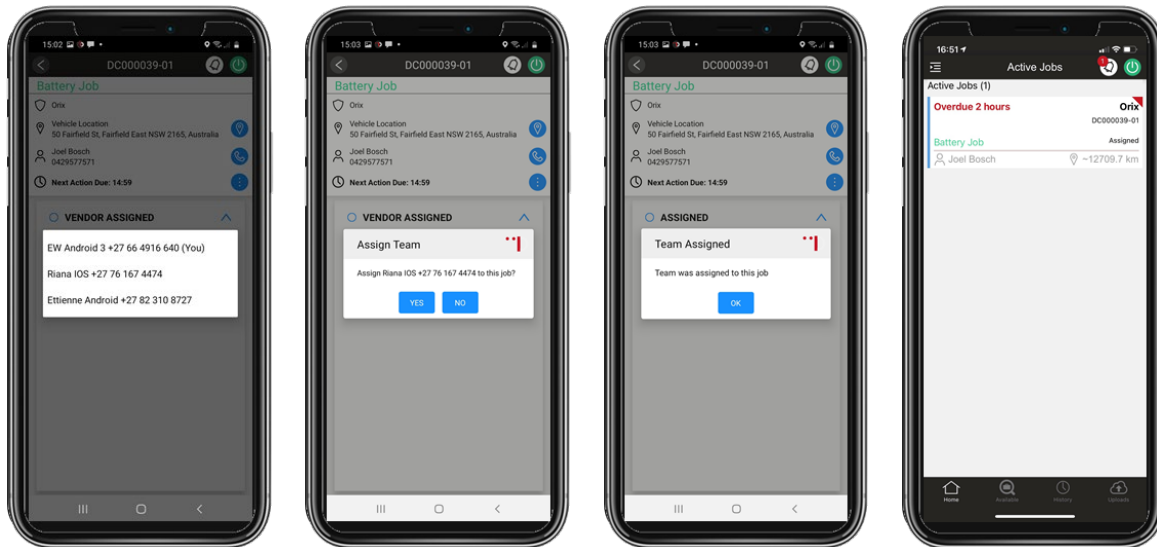 15:02
DC000039-01
Battery Job
Orix
Vehicle Location
50 Fairfield St, Fairfield East NSW 2165, Australia
Joel Bosch
0429577571
Next Action Due: 14:59
VENDOR ASSIGNED
EW Android 3 +27 66 4916 640 (You)
Riana IOS +27 76 167 4474
Ettienne Android +27 82 310 8727
15:03
DC000039-01
Battery Job
Orix
Vehicle Location
50 Fairfield St, Fairfield East NSW 2165, Australia
Joel Bosch
0429577571
Next Action Due: 14:59
VENDOR ASSIGNED
Assign Team
Assign Riana IOS +27 76 167 4474 to this job?
YES NO
15:03
DC000039-01
Battery Job
Orix
Vehicle Location
50 Fairfield St, Fairfield East NSW 2165, Australia
Joel Bosch
0429577571
Next Action Due: 14:59
ASSIGNED
Team Assigned
Team was assigned to this job
OK
16:51
Active Jobs
1
Active Jobs (1)
Overdue 2 hours Orix
DC000039-01
Battery Job Assigned
Joel Bosch ~12709.7 km
Home Available History Uploads